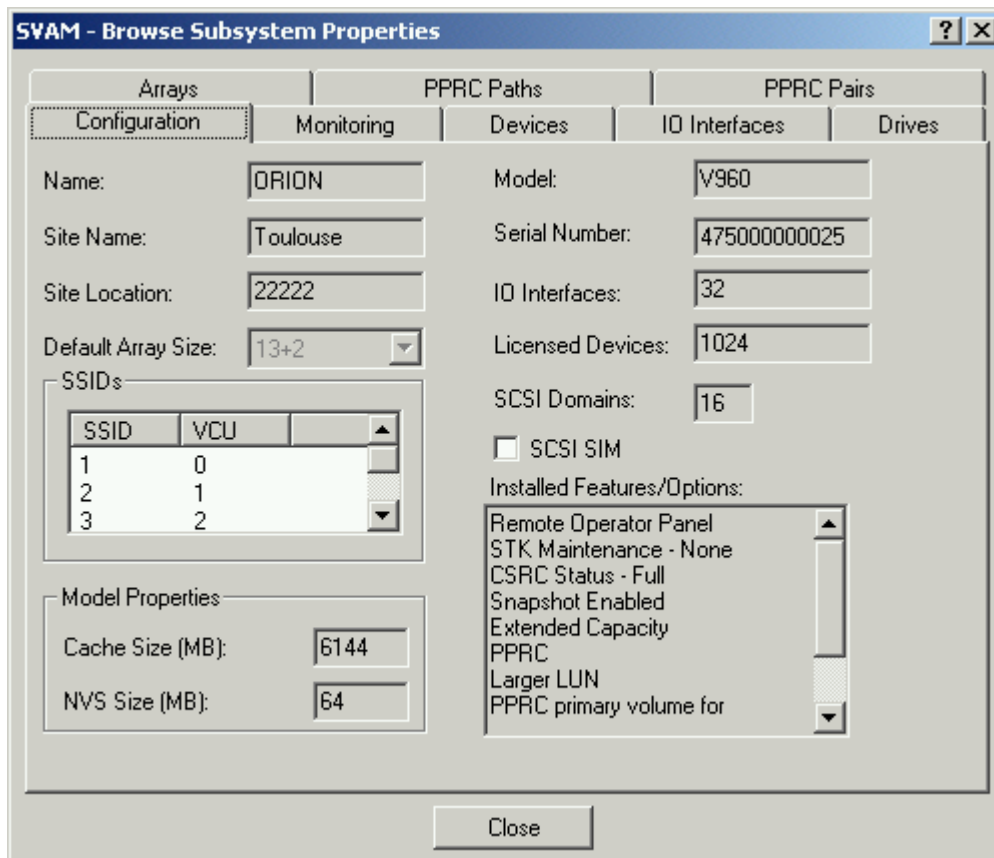 SVAM - Browse Subsystem Properties
Arrays PPRC Paths PPRC Pairs
Configuration Monitoring Devices IO Interfaces Drives
Name: ORION
Site Name: Toulouse
Site Location: 22222
Default Array Size: 13+2
SSIDs
SSID VCU
1 0
2 1
3 2
Model Properties
Cache Size (MB): 6144
NVS Size (MB): 64
Model: V960
Serial Number: 475000000025
IO Interfaces: 32
Licensed Devices: 1024
SCSI Domains: 16
SCSI SIM
Installed Features/Options:
Remote Operator Panel
STK Maintenance - None
CSRC Status - Full
Snapshot Enabled
Extended Capacity
PPRC
Larger LUN
PPRC primary volume for
Close